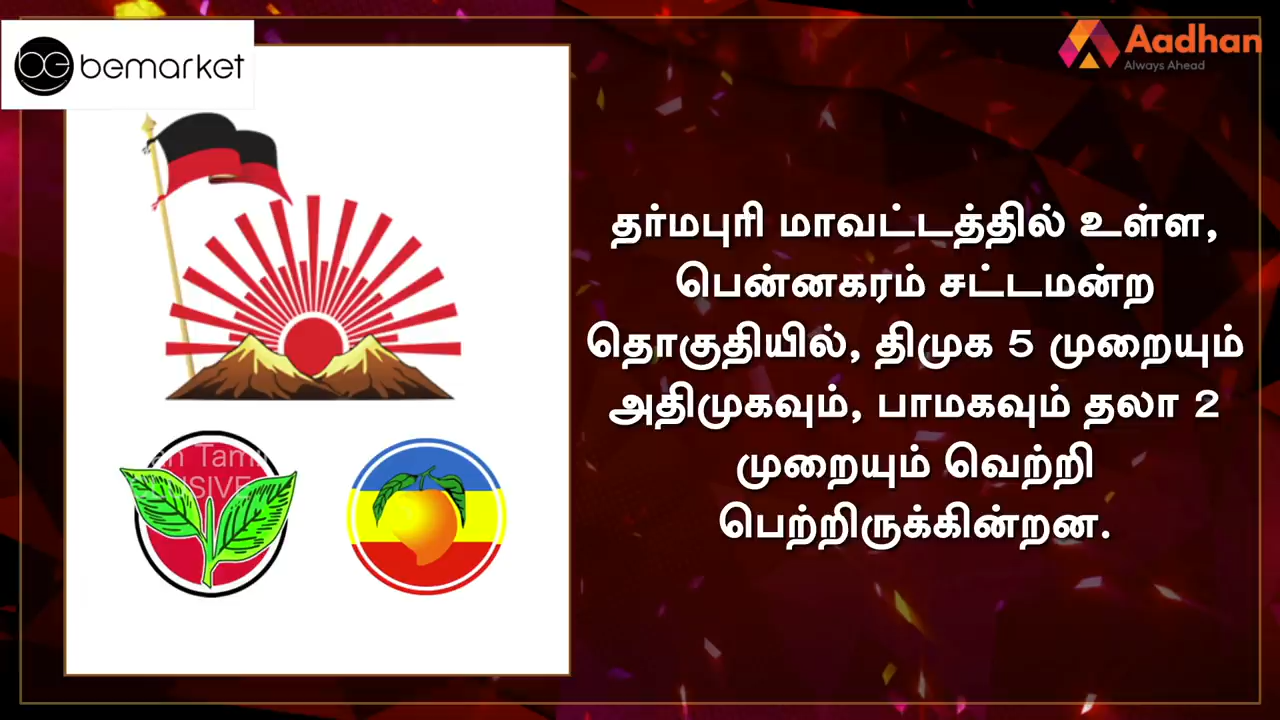 bemarket
Aadhan
Always Ahead
தர்மபுரி மாவட்டத்தில் உள்ள,
பென்னகரம் சட்டமன்ற
தொகுதியில், திமுக 5 முறையும்
அதிமுகவும், பாமகவும் தலா 2
முறையும் வெற்றி
பெற்றிருக்கின்றன.